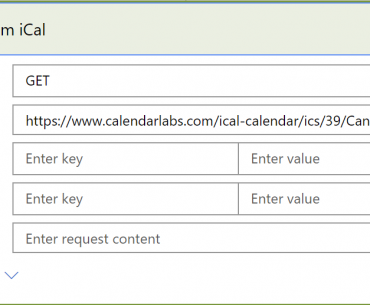 m iCal
GET
https://www.calendarlabs.com/ical-calendar/ics/39/Can
Enter key Enter value
Enter key Enter value
Enter request content